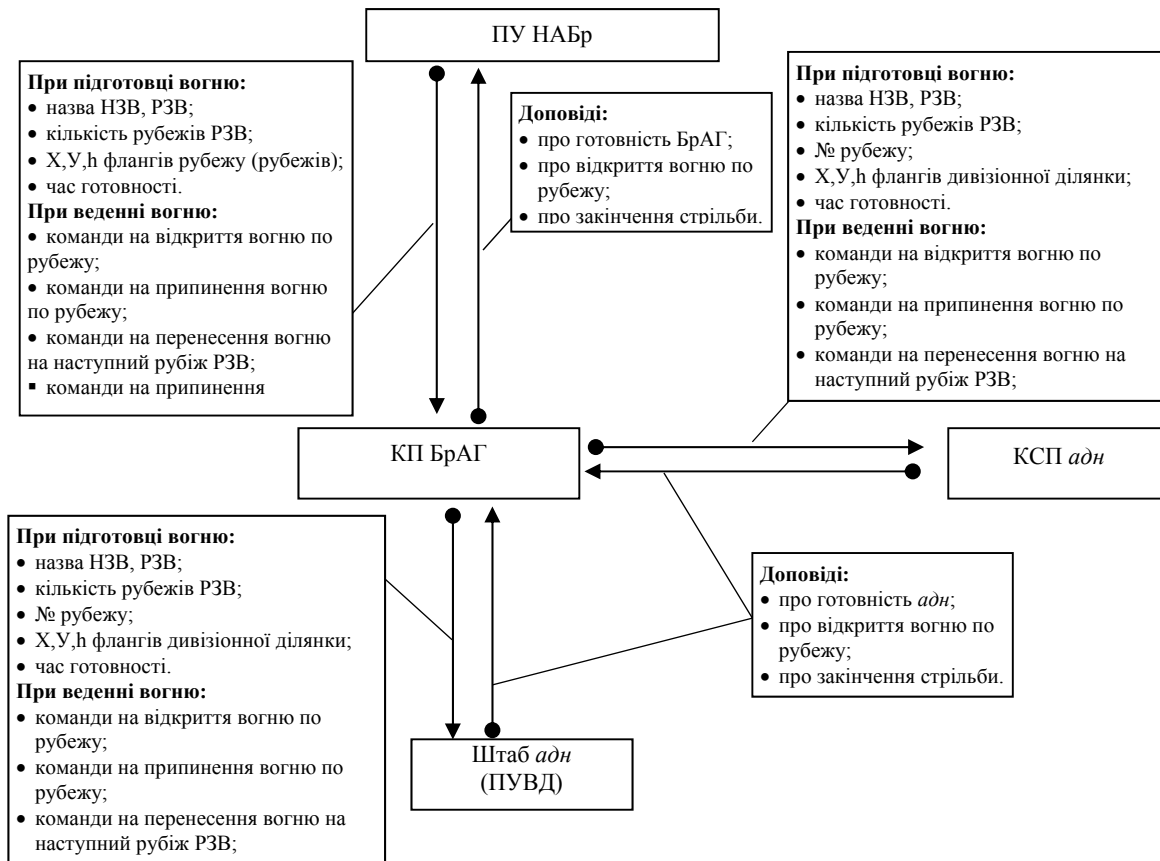 ПУ НАБр
При підготовці вогню:
• назва НЗВ, РЗВ;
• кількість рубежів РЗВ;
• Х,У,h флангів рубежу (рубежів);
• час готовності.
При веденні вогню:
• команди на відкриття вогню по
рубежу;
• команди на припинення вогню
по рубежу;
• команди на перенесення вогню
на наступний рубіж РЗВ;
▪ команди на припинення
Доповіді:
• про готовність БрАГ;
• про відкриття вогню по
рубежу;
• про закінчення стрільби.
При підготовці вогню:
• назва НЗВ, РЗВ;
• кількість рубежів РЗВ;
• № рубежу;
• Х,У,h флангів дивізіонної ділянки;
• час готовності.
При веденні вогню:
• команди на відкриття вогню по
рубежу;
• команди на припинення вогню по
рубежу;
• команди на перенесення вогню на
наступний рубіж РЗВ;
КП БрАГ
КСП адн
При підготовці вогню:
• назва НЗВ, РЗВ;
• кількість рубежів РЗВ;
• № рубежу;
• Х,У,h флангів дивізіонної ділянки;
• час готовності.
При веденні вогню:
• команди на відкриття вогню по
рубежу;
• команди на припинення вогню по
рубежу;
• команди на перенесення вогню на
наступний рубіж РЗВ;
Доповіді:
• про готовність адн;
• про відкриття вогню по
рубежу;
• про закінчення стрільби.
Штаб адн
(ПУВД)